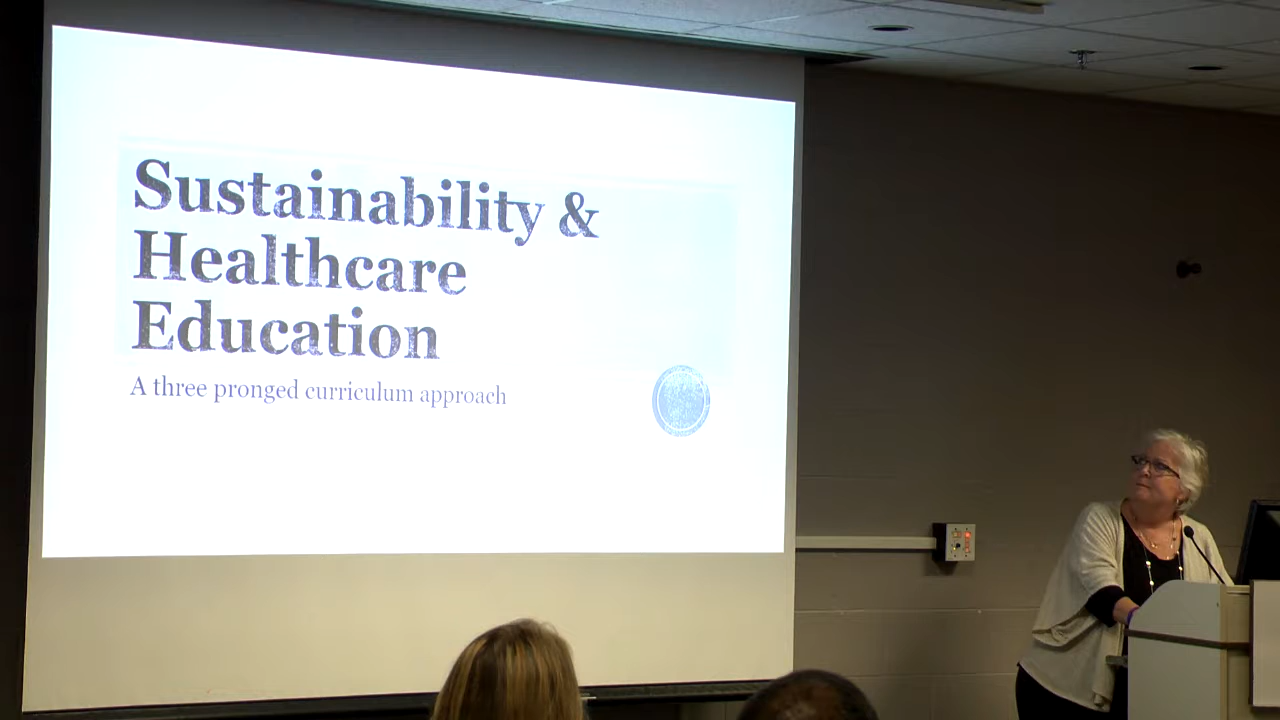 Sustainability &
Healthcare
Education
A three pronged curriculum approach